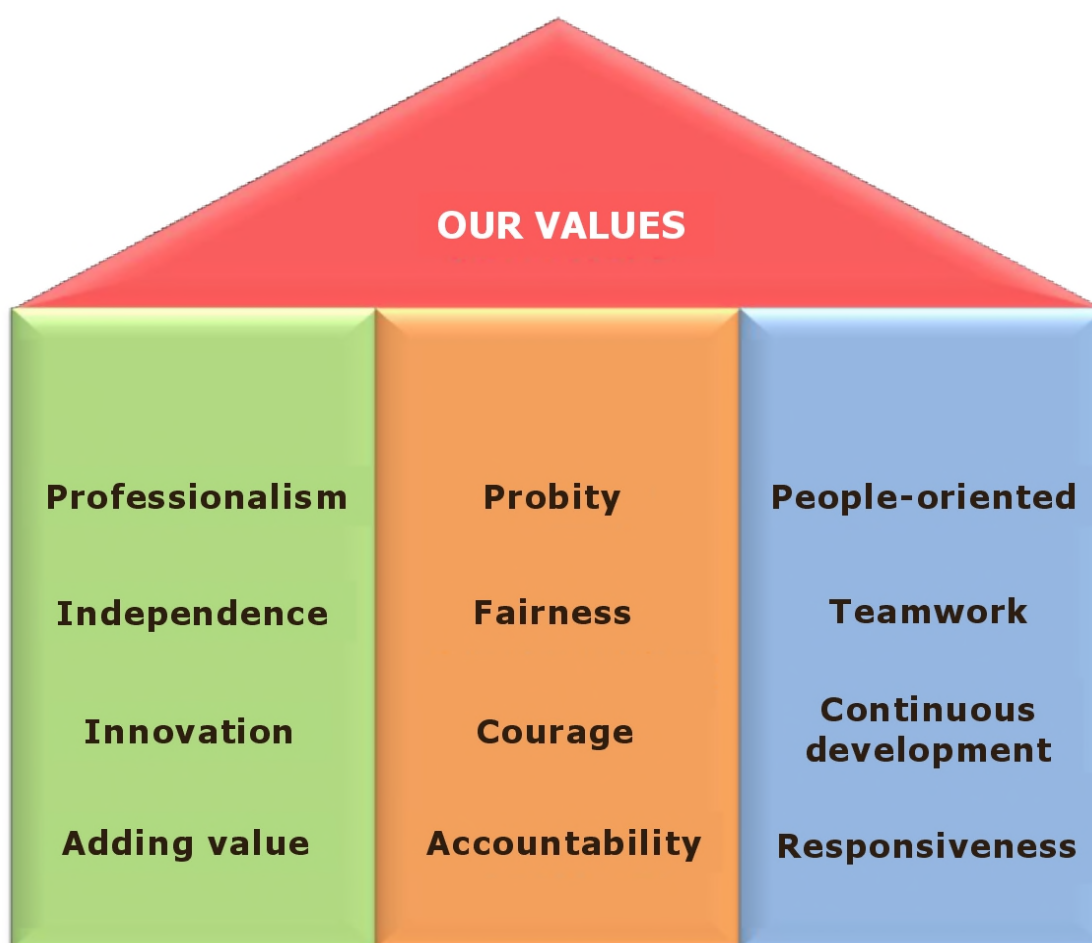 OUR VALUES
Professionalism
Independence
Innovation
Adding value
Probity
Fairness
Courage
Accountability
People-oriented
Teamwork
Continuous
development
Responsiveness